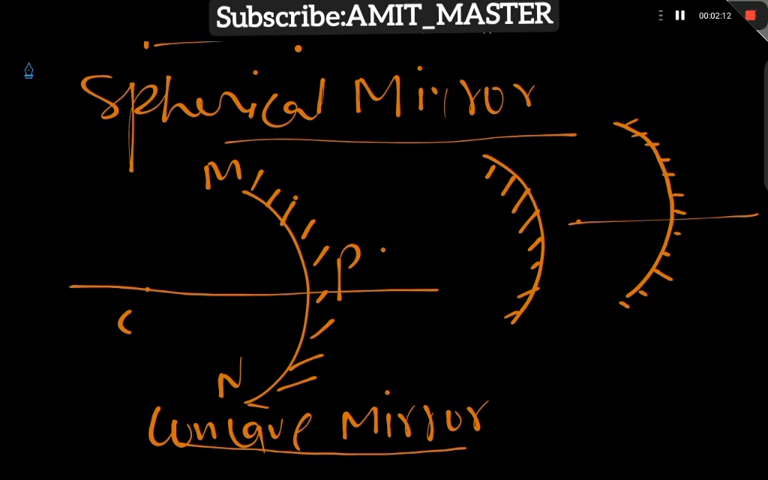 Subscribe:AMIT_MASTER
00:02:12
Spherical Mirror
M
P
C
N
Concave Mirror